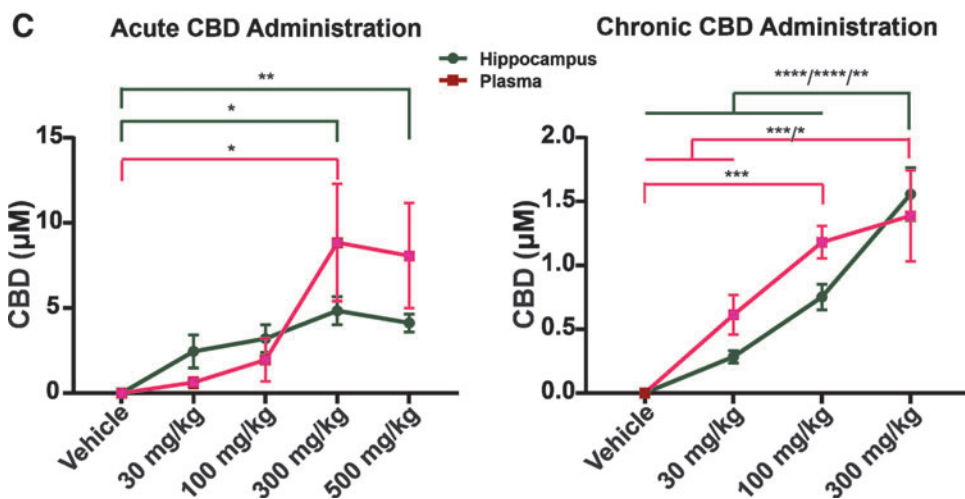 C
Acute CBD Administration
Chronic CBD Administration
Hippocampus
Plasma
**
*
*
15
10
5
0
CBD (µM)
Vehicle
30 mg/kg
100 mg/kg
300 mg/kg
500 mg/kg
****/****/**
***/*
***
2.0
1.5
1.0
0.5
0.0
CBD (µM)
Vehicle
30 mg/kg
100 mg/kg
300 mg/kg